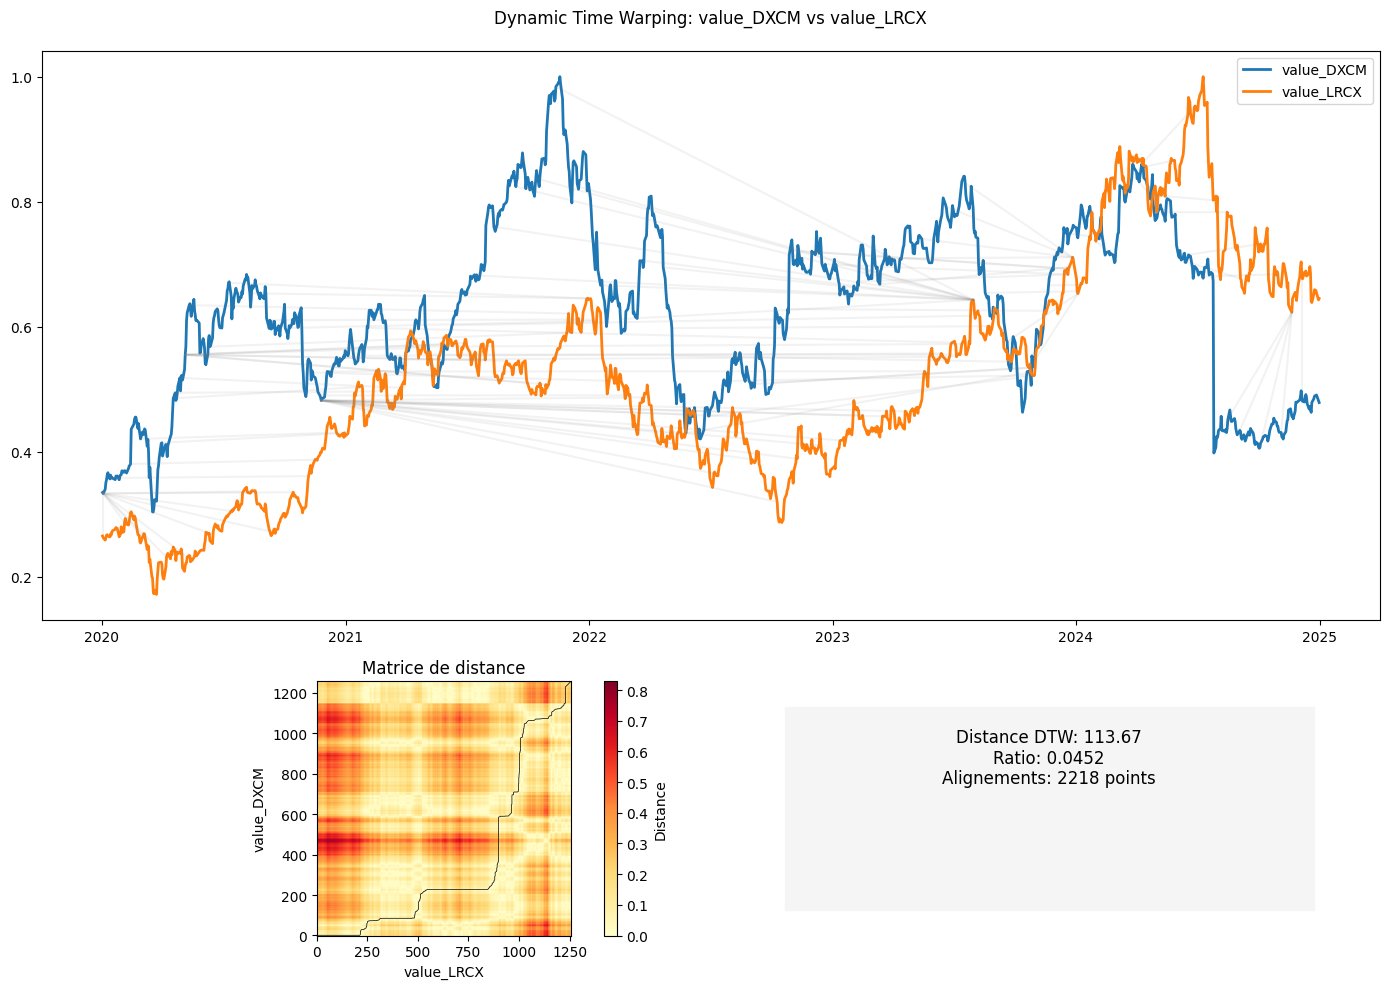 Dynamic Time Warping: value_DXCM vs value_LRCX
value_DXCM
value_LRCX
1.0
0.8
0.6
0.4
0.2
2020 2021 2022 2023 2024 2025
Matrice de distance
value_DXCM
1200
1000
800
600
400
200
0
0 250 500 750 1000 1250
value_LRCX
0.8
0.7
0.6
0.5
0.4
0.3
0.2
0.1
0.0
Distance
Distance DTW: 113.67
Ratio: 0.0452
Alignements: 2218 points